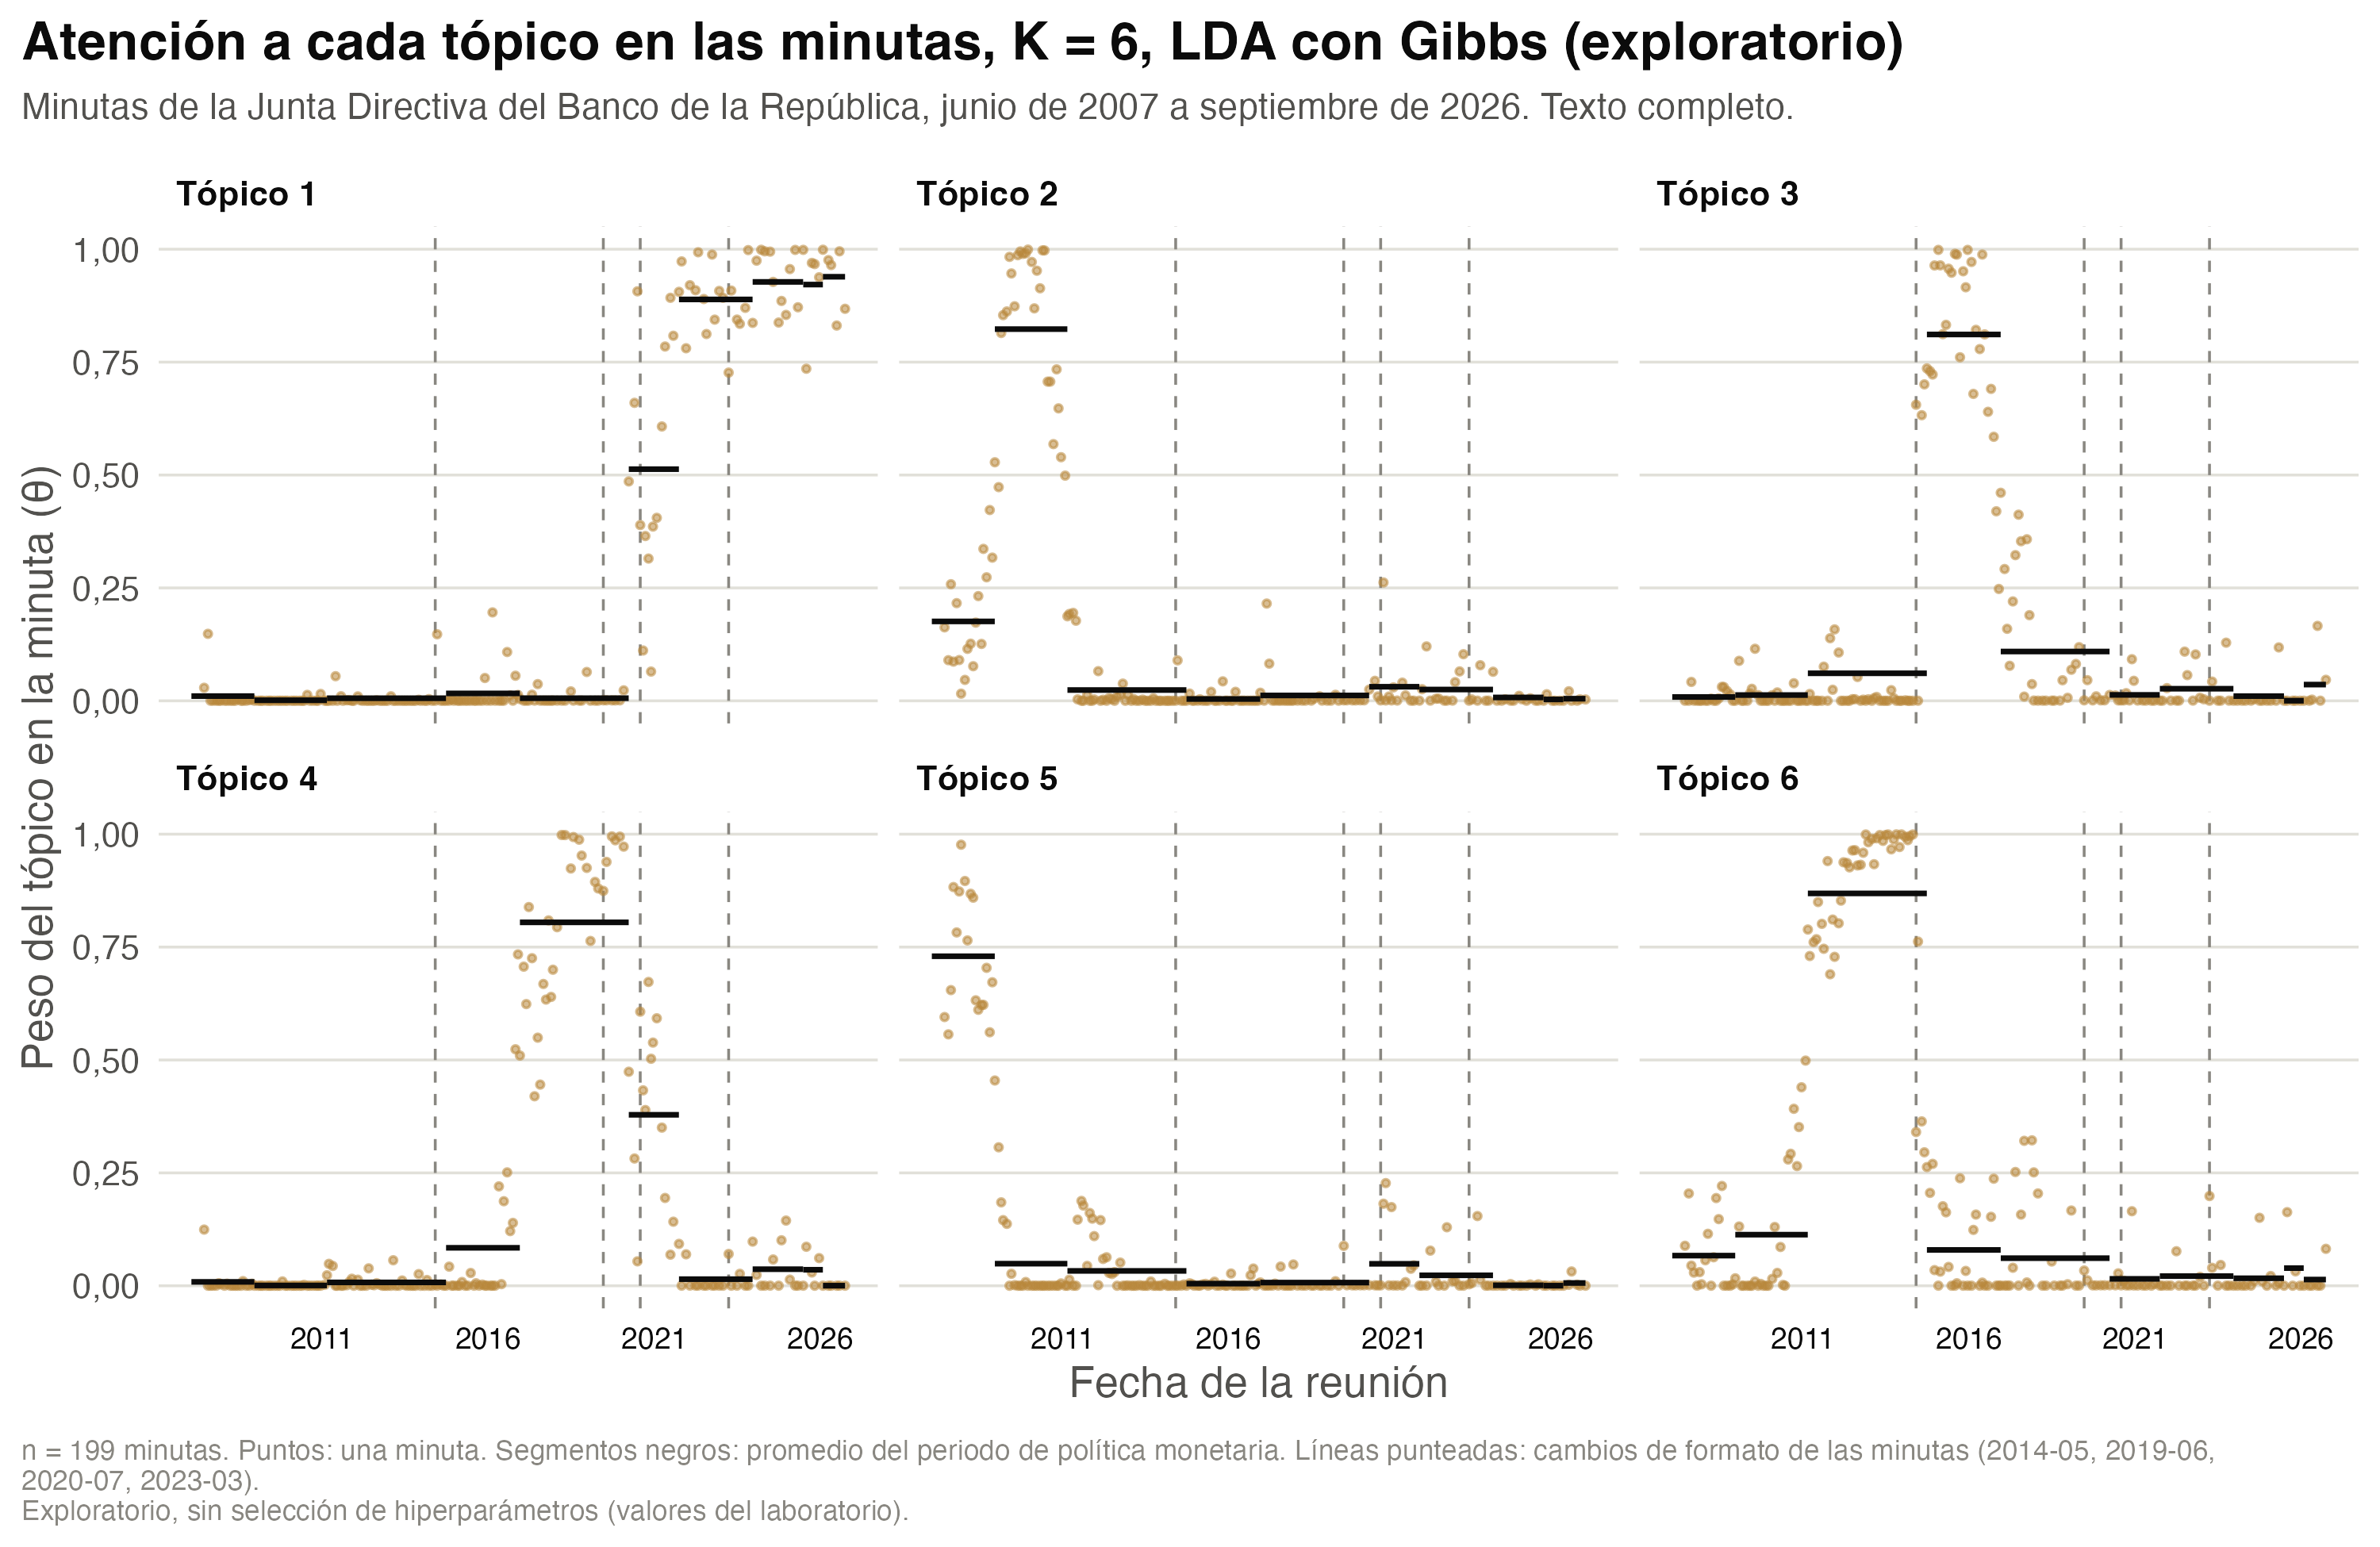 Atención a cada tópico en las minutas, K = 6, LDA con Gibbs (exploratorio)
Minutas de la Junta Directiva del Banco de la República, junio de 2007 a septiembre de 2026. Texto completo.
Tópico 1
Tópico 2
Tópico 3
1,00
0,75
0,50
0,25
0,00
Tópico 4
Tópico 5
Tópico 6
1,00
0,75
0,50
0,25
0,00
Peso del tópico en la minuta (θ)
2011 2016 2021 2026
2011 2016 2021 2026
2011 2016 2021 2026
Fecha de la reunión
n = 199 minutas. Puntos: una minuta. Segmentos negros: promedio del periodo de política monetaria. Líneas punteadas: cambios de formato de las minutas (2014-05, 2019-06,
2020-07, 2023-03).
Exploratorio, sin selección de hiperparámetros (valores del laboratorio).